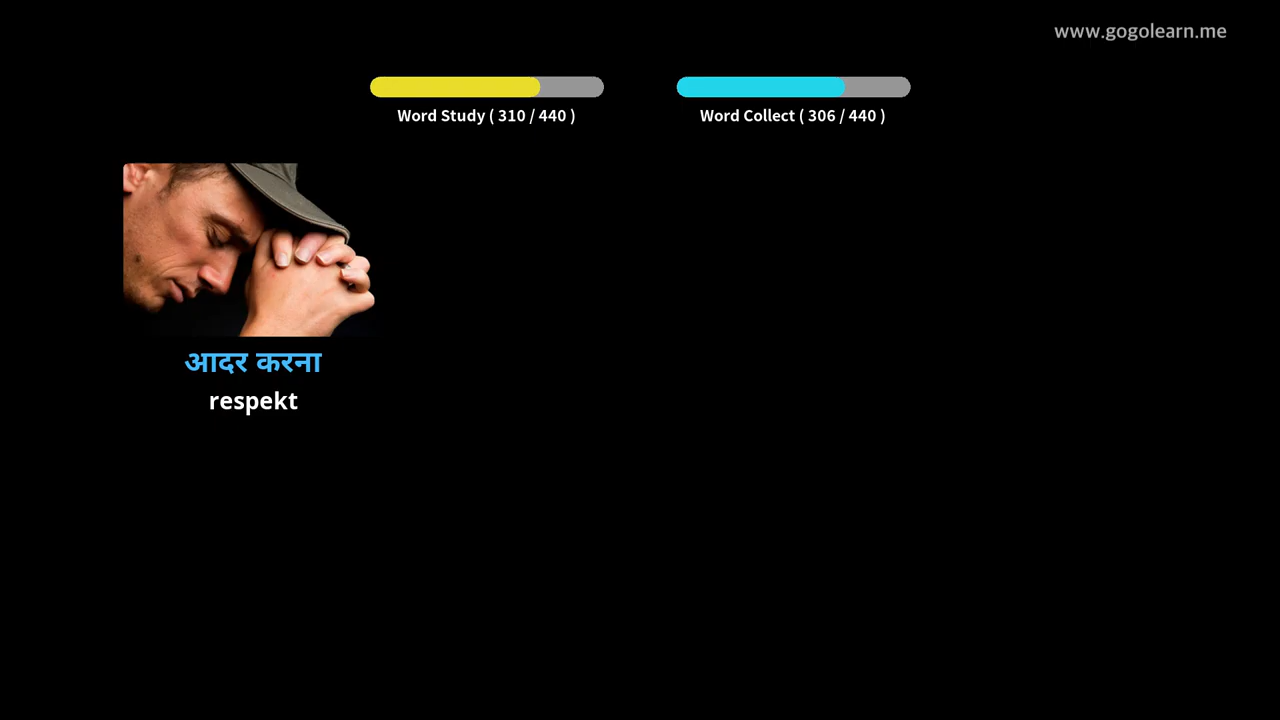 www.gogolearn.me
Word Study ( 310 / 440 )
Word Collect ( 306 / 440 )
आदर करना
respekt